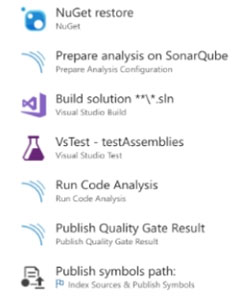 NuGet restore
NuGet
Prepare analysis on SonarQube
Prepare Analysis Configuration
Build solution **\*.sln
Visual Studio Build
VsTest - testAssemblies
Visual Studio Test
Run Code Analysis
Run Code Analysis
Publish Quality Gate Result
Publish Quality Gate Result
Publish symbols path:
Index Sources & Publish Symbols